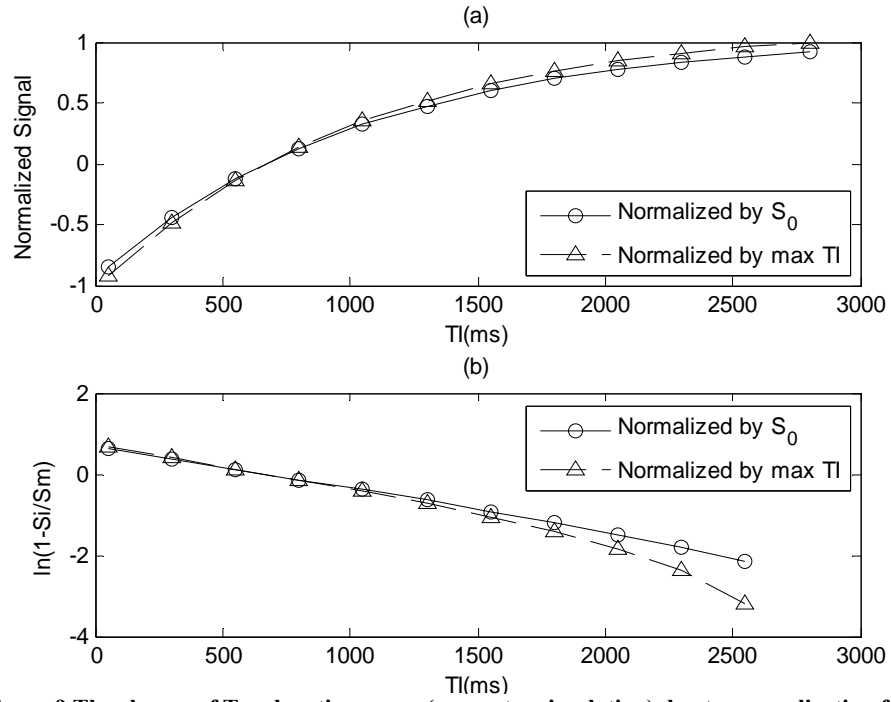 (a)
1
0.5
0
-0.5
-1
Normalized Signal
Normalized by S0
Normalized by max TI
0 500 1000 1500 2000 2500 3000
TI(ms)
(b)
2
0
-2
-4
ln(1-Si/Sm)
Normalized by S0
Normalized by max TI
0 500 1000 1500 2000 2500 3000
TI(ms)